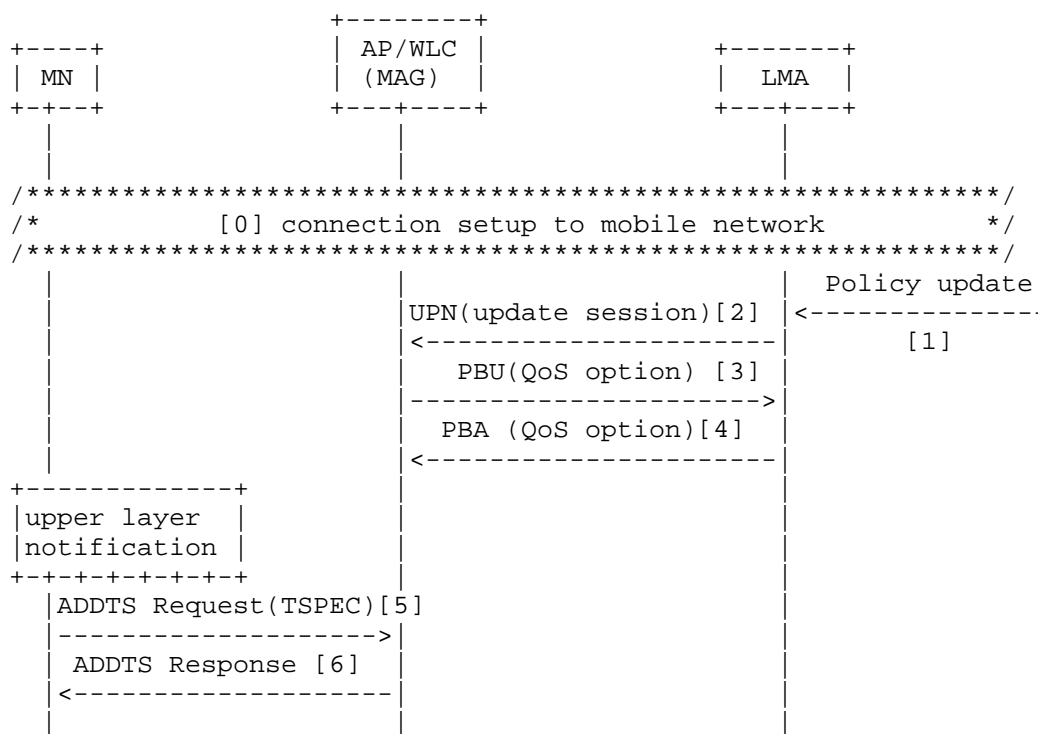 AP/WLC
MN (MAG) LMA
[0] connection setup to mobile network
Policy update
UPN(update session)[2]
[1]
PBU(QoS option) [3]
PBA (QoS option)[4]
upper layer
notification
ADDTS Request(TSPEC)[5]
ADDTS Response [6]